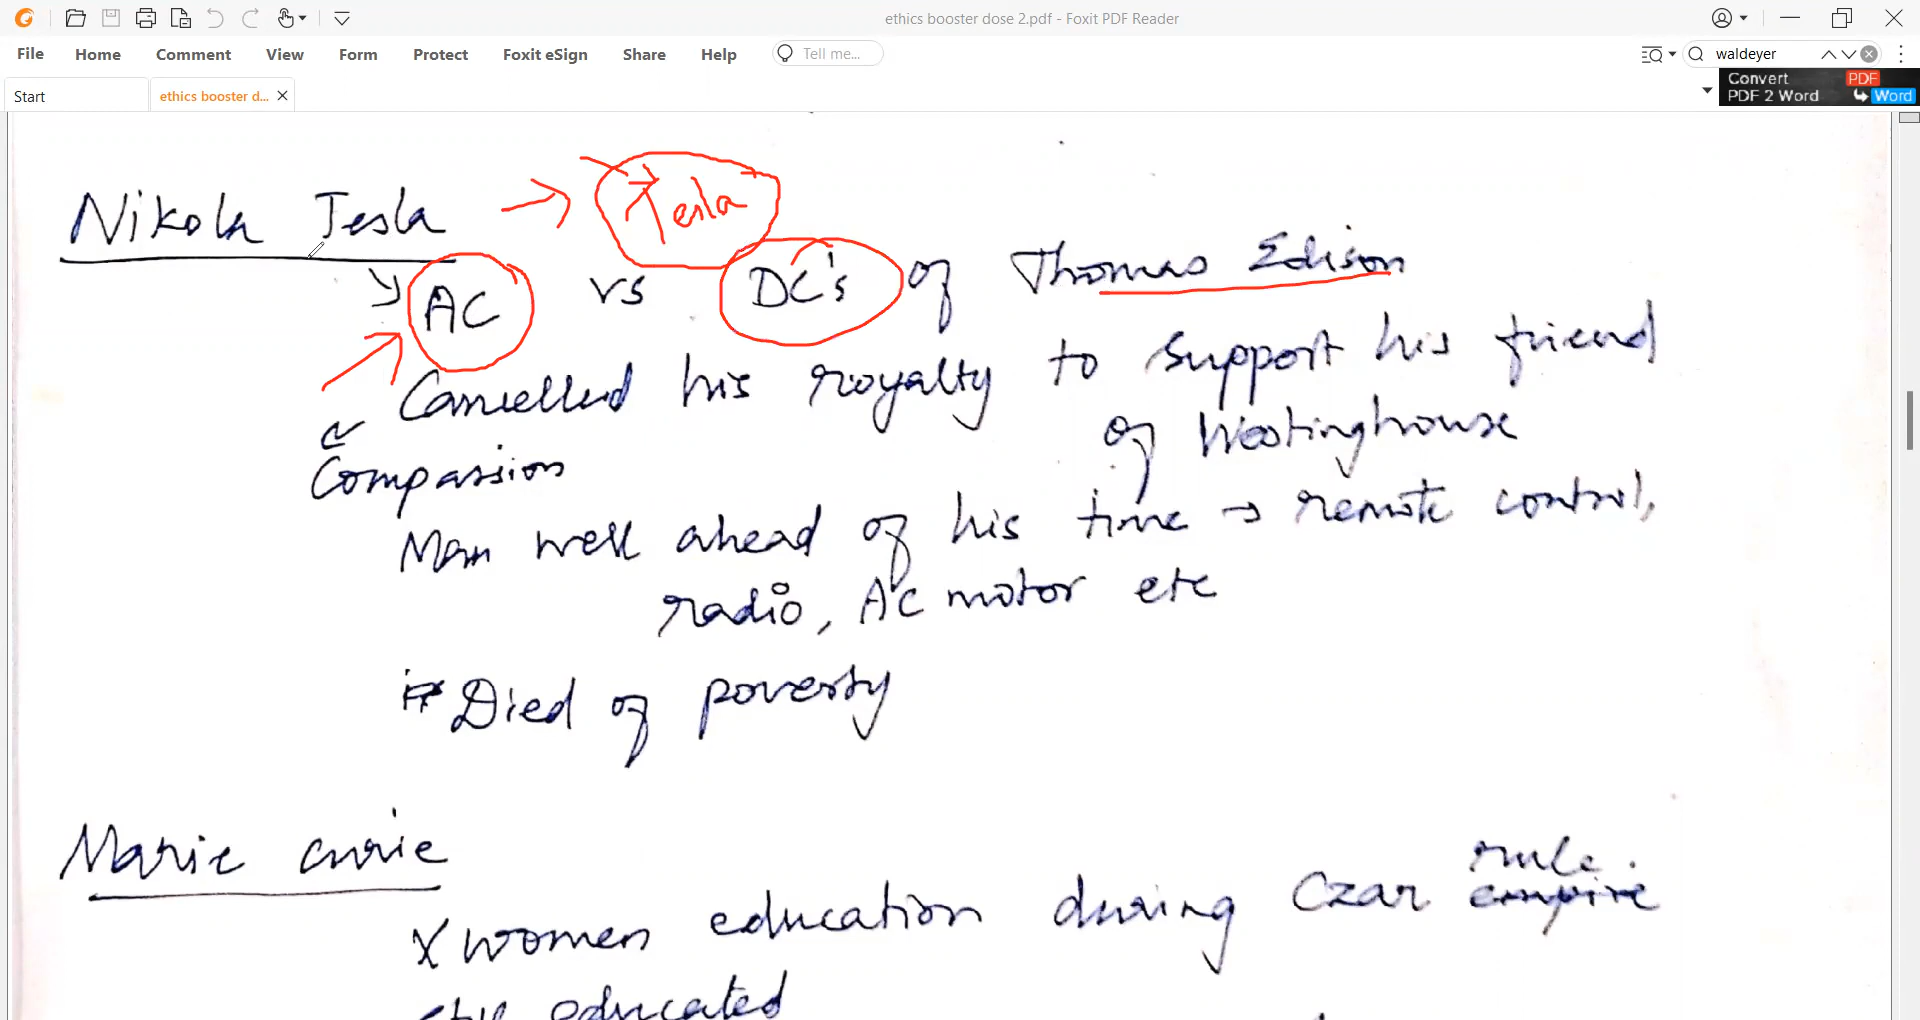 ethics booster dose 2.pdf - Foxit PDF Reader
File Home Comment View Form Protect Foxit eSign Share Help Tell me... waldeyer
Start ethics booster d...
Convert PDF
PDF 2 Word Word
Nikola Tesla → Tesla
AC vs DC's of Thomas Edison
Cancelled his royalty to support his friend
of Westinghouse
Compassion
Man well ahead of his time → remote control,
radio, AC motor etc
Died of poverty
Marie curie
rule.
X women education during Czar empire
educated